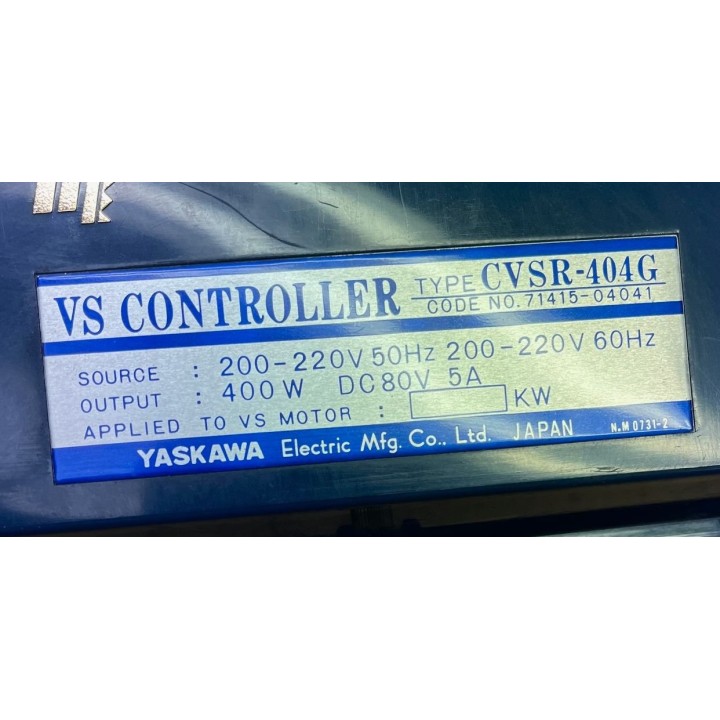 VS CONTROLLER TYPE CVSR-404G
CODE NO. 71415-04041
SOURCE : 200-220V 50Hz 200-220V 60Hz
OUTPUT : 400W DC80V 5A
APPLIED TO VS MOTOR : KW
YASKAWA Electric Mfg. Co., Ltd. JAPAN N.M 0731-2